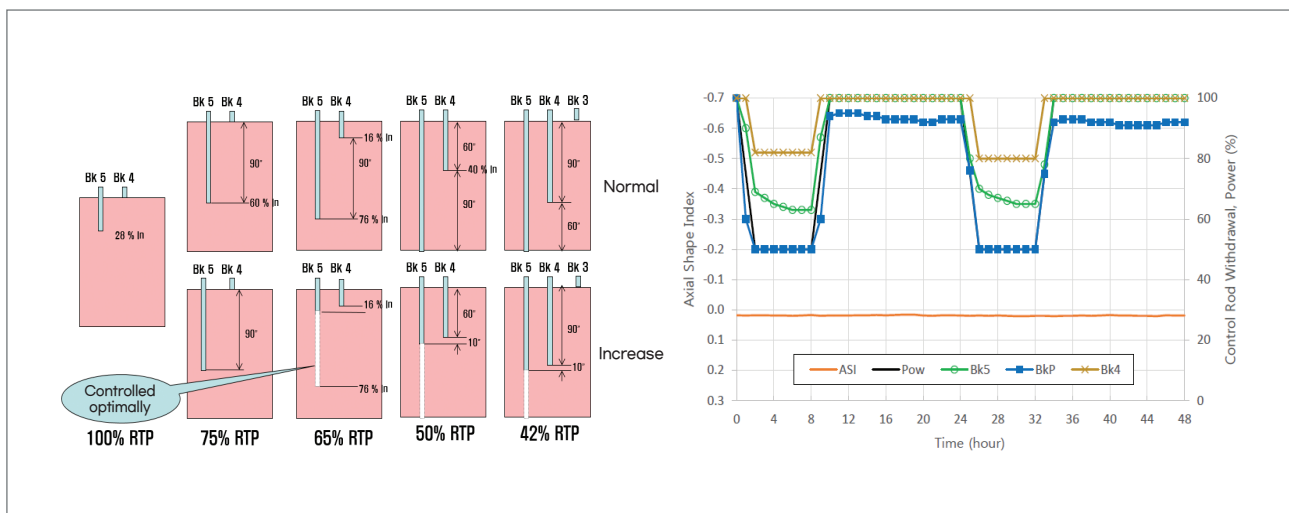 Bk 5 Bk 4
28 % In
100% RTP
Bk 5 Bk 4
90"
60 % In
Bk 5 Bk 4
16 % In
90"
76 % In
Bk 5 Bk 4
60"
40 % In
90"
Bk 5 Bk 4 Bk 3
90"
60"
Normal
Bk 5 Bk 4
90"
Bk 5 Bk 4
16 % In
76 % In
Bk 5 Bk 4
60"
10"
Bk 5 Bk 4 Bk 3
90"
10"
Increase
Controlled
optimally
75% RTP
65% RTP
50% RTP
42% RTP
Axial Shape Index
-0.7
-0.6
-0.5
-0.4
-0.3
-0.2
-0.1
0.0
0.1
0.2
0.3
100
80
60
40
20
0
Control Rod Withdrawal, Power (%)
ASI Pow Bk5 BkP Bk4
0 4 8 12 16 20 24 28 32 36 40 44 48
Time (hour)